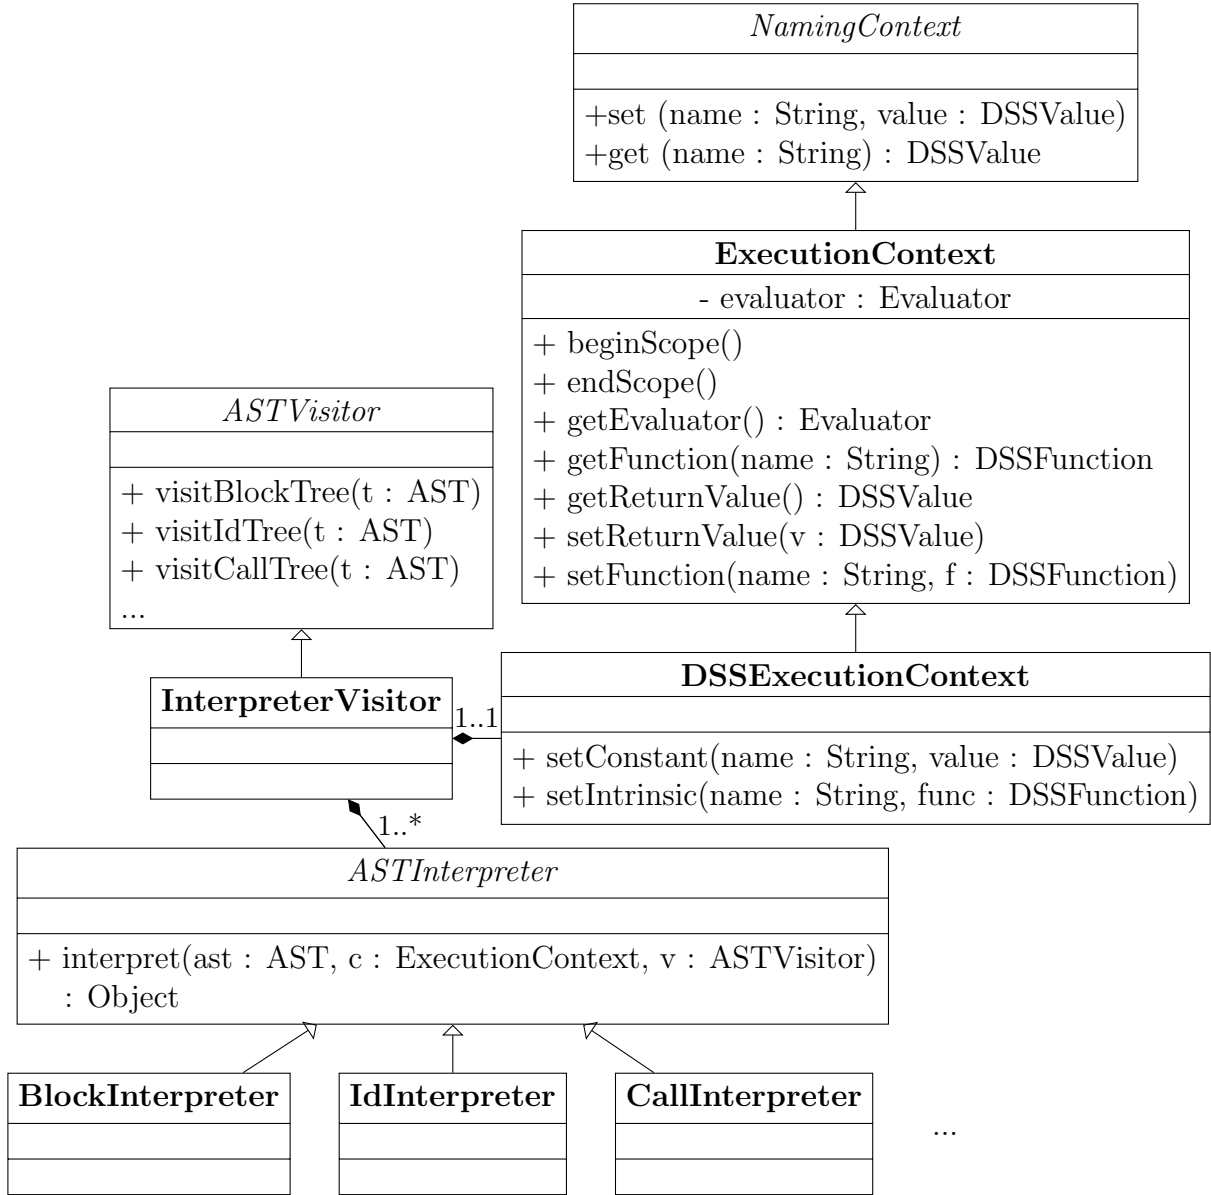 NamingContext
+set (name : String, value : DSSValue)
+get (name : String) : DSSValue
ExecutionContext
- evaluator : Evaluator
+ beginScope()
+ endScope()
+ getEvaluator() : Evaluator
+ getFunction(name : String) : DSSFunction
+ getReturnValue() : DSSValue
+ setReturnValue(v : DSSValue)
+ setFunction(name : String, f : DSSFunction)
ASTVisitor
+ visitBlockTree(t : AST)
+ visitIdTree(t : AST)
+ visitCallTree(t : AST)
...
InterpreterVisitor
1..1
DSSExecutionContext
+ setConstant(name : String, value : DSSValue)
+ setIntrinsic(name : String, func : DSSFunction)
1..*
ASTInterpreter
+ interpret(ast : AST, c : ExecutionContext, v : ASTVisitor)
: Object
BlockInterpreter
IdInterpreter
CallInterpreter
...